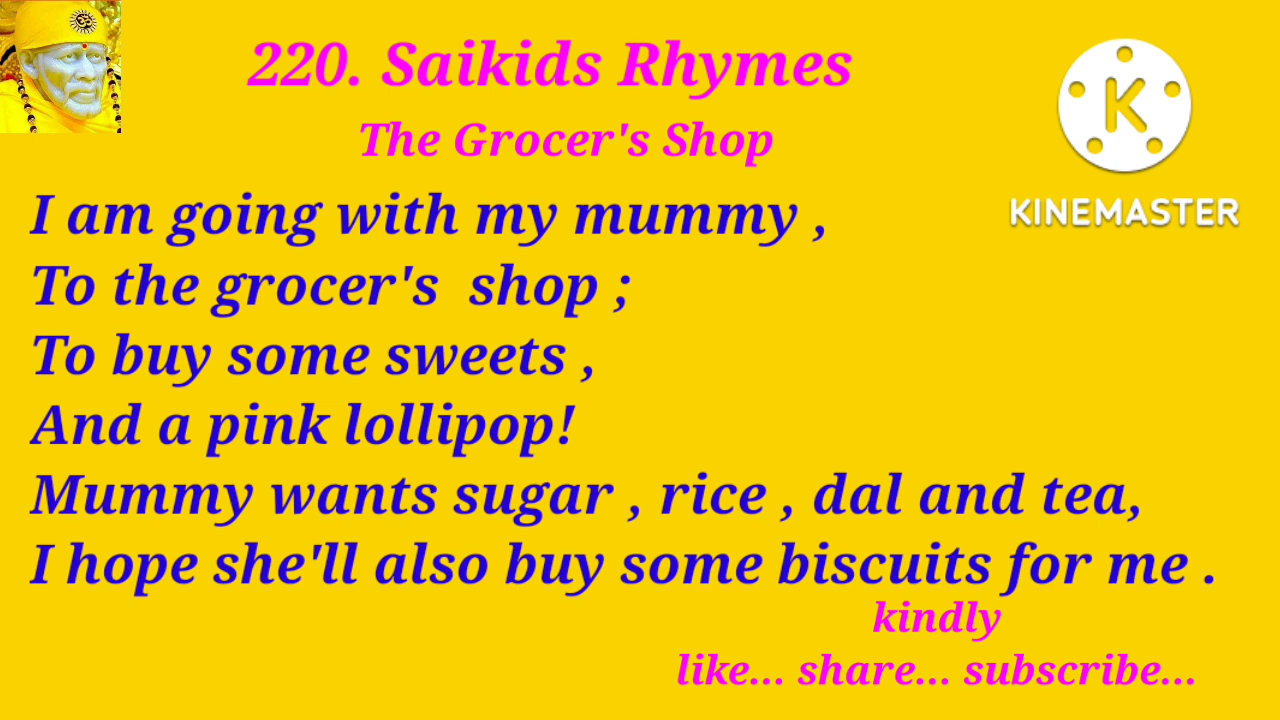 220. Saikids Rhymes
The Grocer's Shop
K
KINEMASTER
I am going with my mummy ,
To the grocer's  shop ;
To buy some sweets ,
And a pink lollipop!
Mummy wants sugar , rice , dal and tea,
I hope she'll also buy some biscuits for me .
kindly
like... share... subscribe...
ॐ